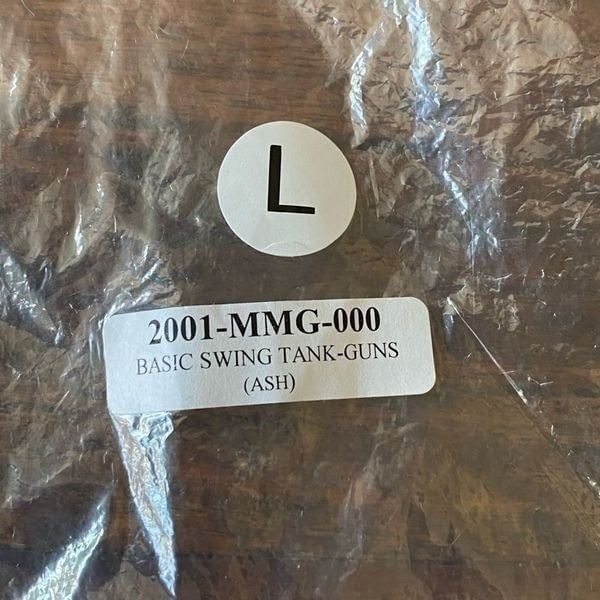 L
2001-MMG-000
BASIC SWING TANK-GUNS
(ASH)